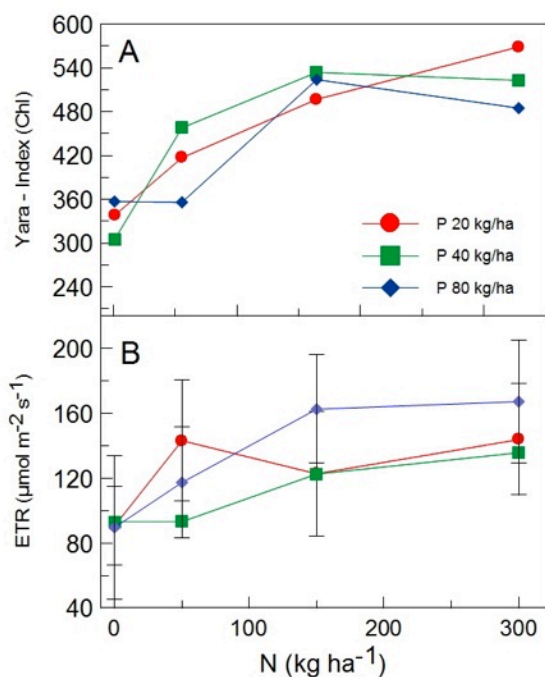 600
A
540
480
420
360
300
240
Yara - Index (Chl)
P 20 kg/ha
P 40 kg/ha
P 80 kg/ha
B
200
160
120
80
40
ETR (µmol m⁻² s⁻¹)
0 100 200 300
N (kg ha⁻¹)